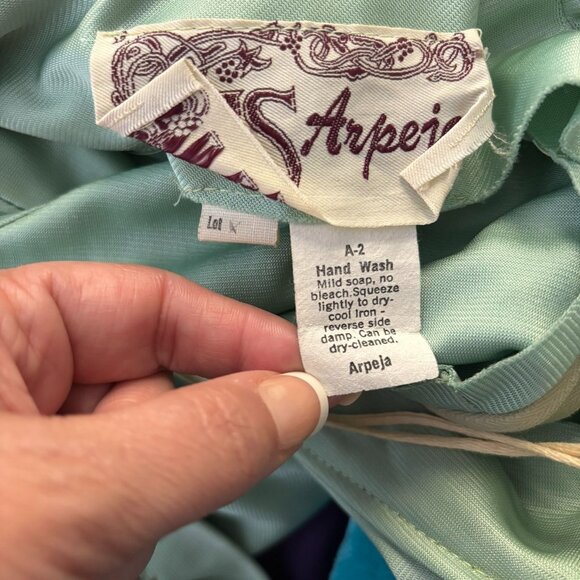 Arpeja
Lot
A-2
Hand Wash
Mild soap, no
bleach.Squeeze
lightly to dry-
cool iron -
reverse side
damp. Can be
dry-cleaned.
Arpeja